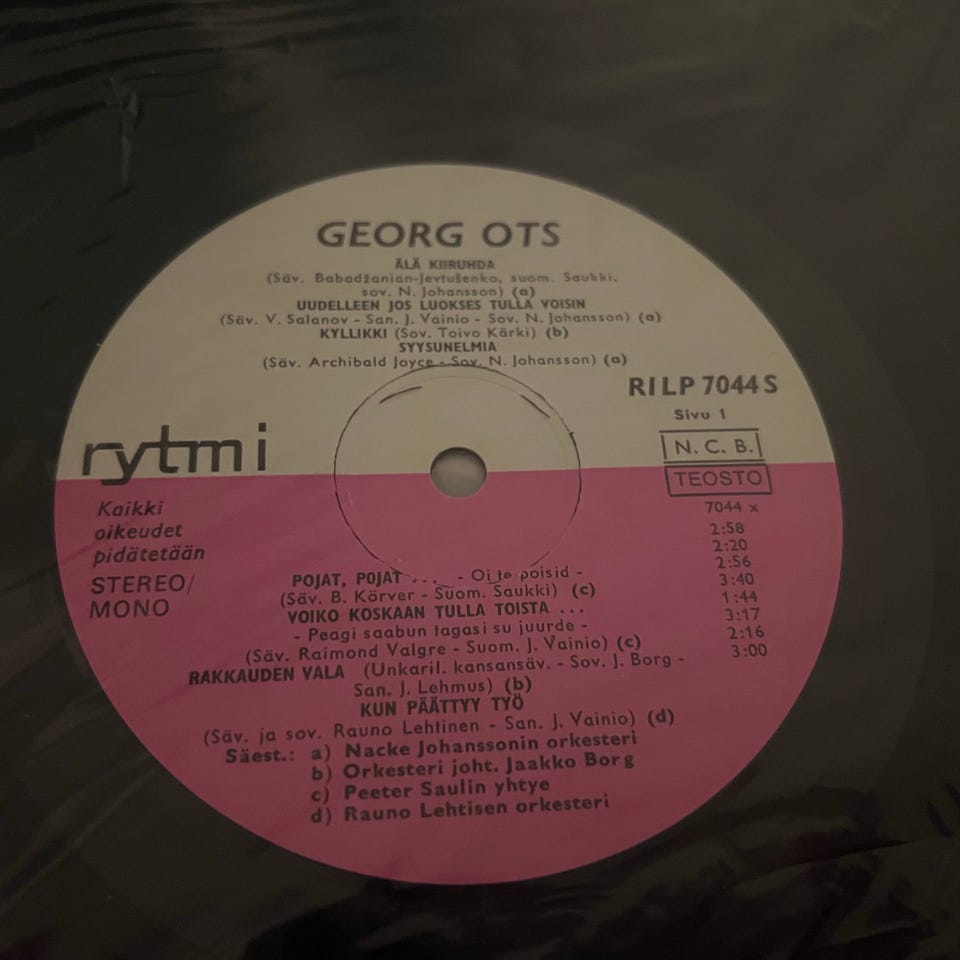 GEORG OTS
ÄLÄ KIIRUHDA
(Säv. Babadžanian-Jevtušenko, suom. Saukki,
sov. N. Johansson) (a)
UUDELLEEN JOS LUOKSES TULLA VOISIN
(Säv. V. Salanov - San. J. Vainio - Sov. N. Johansson) (a)
KYLLIKKI (Sov. Toivo Kärki) (b)
SYYSUNELMIA
(Säv. Archibald Joyce - Sov. N. Johansson) (a)
RILP 7044 S
Sivu 1
N. C. B.
TEOSTO
rytmi
Kaikki
oikeudet
pidätetään
STEREO/
MONO
7044 x
2:58
2:20
2:56
3:40
1:44
3:17
2:16
3:00
POJAT, POJAT ... - Oi te poisid -
(Säv. B. Körver - Suom. Saukki) (c)
VOIKO KOSKAAN TULLA TOISTA ...
- Peagi saabun tagasi su juurde -
(Säv. Raimond Valgre - Suom. J. Vainio) (c)
RAKKAUDEN VALA (Unkaril. kansansäv. - Sov. J. Borg -
San. J. Lehmus) (b)
KUN PÄÄTTYY TYÖ
(Säv. ja sov. Rauno Lehtinen - San. J. Vainio) (d)
Säest.: a) Nacke Johanssonin orkesteri
b) Orkesteri joht. Jaakko Borg
c) Peeter Saulin yhtye
d) Rauno Lehtisen orkesteri